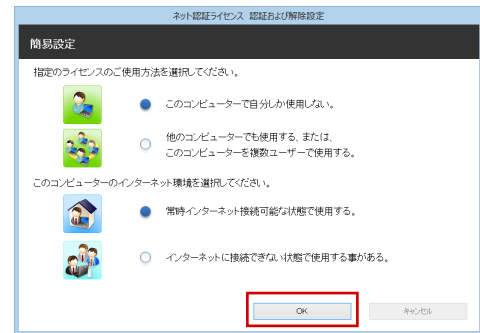 ネット認証ライセンス 認証および解除設定
簡易設定
指定のライセンスのご使用方法を選択してください。
このコンピューターで自分しか使用しない。
他のコンピューターでも使用する、または、
このコンピューターを複数ユーザーで使用する。
このコンピューターのインターネット環境を選択してください。
常時インターネット接続可能な状態で使用する。
インターネットに接続できない状態で使用する事がある。
OK
キャンセル